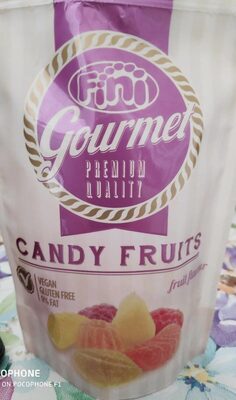 Fini
Gourmet
PREMIUM
QUALITY
CANDY FRUITS
VEGAN
GLUTEN FREE
0% FAT
fruit flavour
OPHONE
ON POCOPHONE F1